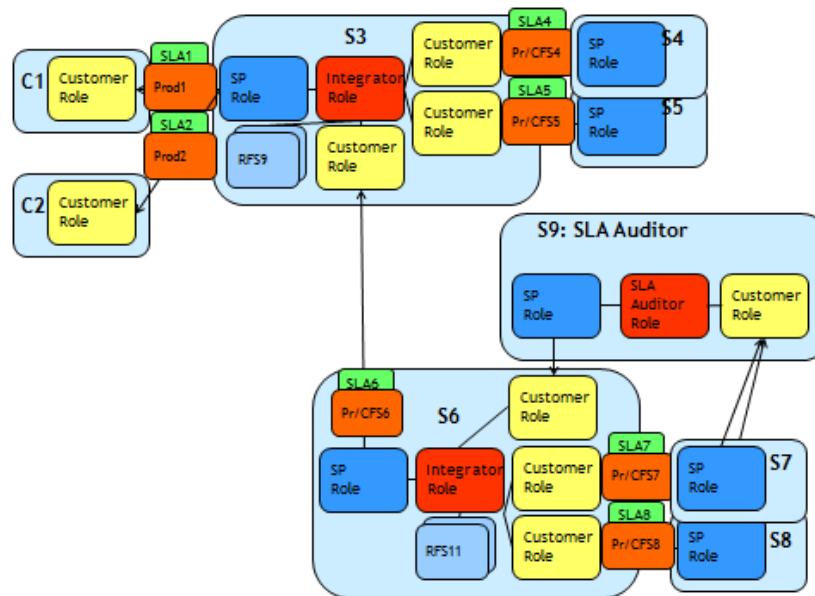 SLA4
S3
S4
SLA1
Customer
Role
Pr/CFS4
SP
Role
C1
Customer
Role
Prod1
SP
Role
Integrator
Role
SLA5
S5
SLA2
Customer
Role
Pr/CFS5
SP
Role
Prod2
RFS9
Customer
Role
C2
Customer
Role
S9: SLA Auditor
SP
Role
SLA
Auditor
Role
Customer
Role
SLA6
Customer
Role
Pr/CFS6
S6
SLA7
S7
SP
Role
Integrator
Role
Customer
Role
Pr/CFS7
SP
Role
SLA8
S8
RFS11
Customer
Role
Pr/CFS8
SP
Role